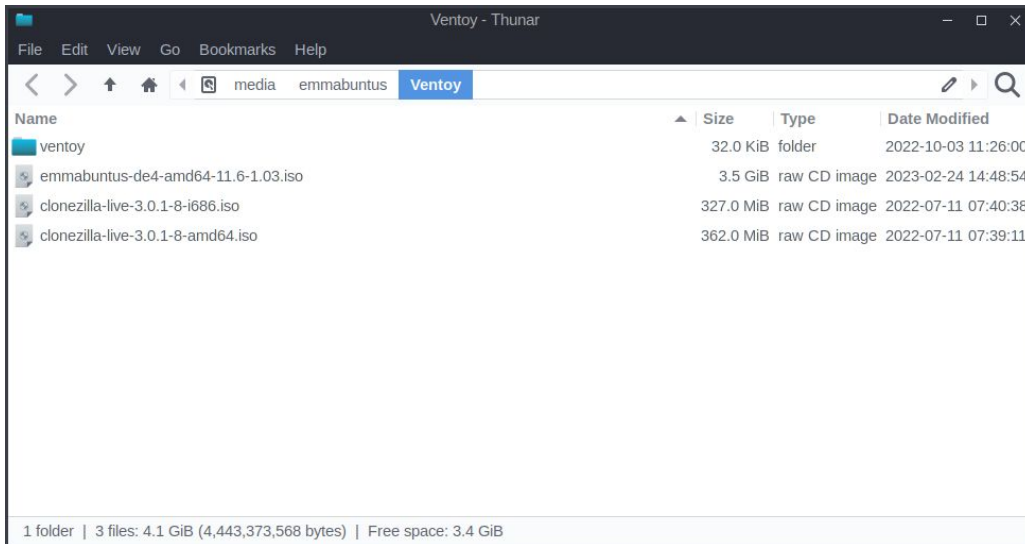 Ventoy - Thunar
File Edit View Go Bookmarks Help
media emmabuntus Ventoy
Name Size Type Date Modified
ventoy 32.0 KiB folder 2022-10-03 11:26:00
emmabuntus-de4-amd64-11.6-1.03.iso 3.5 GiB raw CD image 2023-02-24 14:48:54
clonezilla-live-3.0.1-8-i686.iso 327.0 MiB raw CD image 2022-07-11 07:40:38
clonezilla-live-3.0.1-8-amd64.iso 362.0 MiB raw CD image 2022-07-11 07:39:11
1 folder | 3 files: 4.1 GiB (4,443,373,568 bytes) | Free space: 3.4 GiB